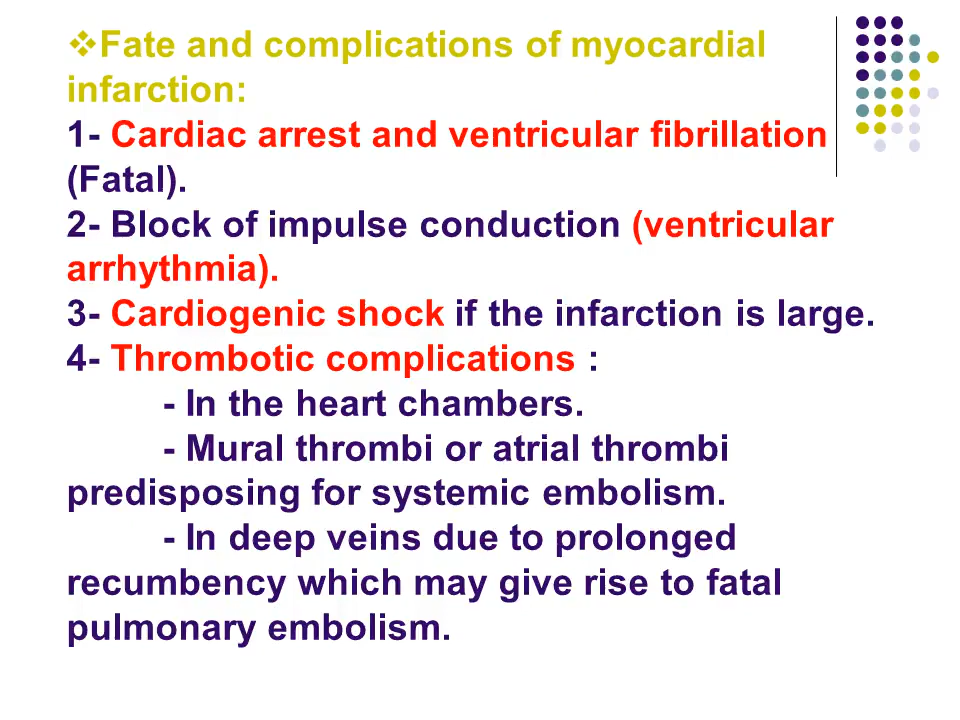 ❖Fate and complications of myocardial
infarction:
1- Cardiac arrest and ventricular fibrillation
(Fatal).
2- Block of impulse conduction (ventricular
arrhythmia).
3- Cardiogenic shock if the infarction is large.
4- Thrombotic complications :
- In the heart chambers.
- Mural thrombi or atrial thrombi
predisposing for systemic embolism.
- In deep veins due to prolonged
recumbency which may give rise to fatal
pulmonary embolism.